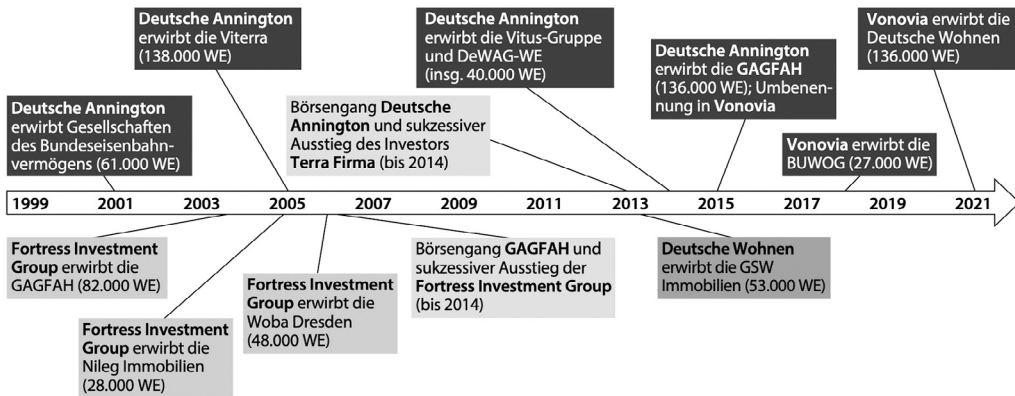 Deutsche Annington
erwirbt die Viterra
(138.000 WE)
Deutsche Annington
erwirbt die Vitus-Gruppe
und DeWAG-WE
(insg. 40.000 WE)
Vonovia erwirbt die
Deutsche Wohnen
(136.000 WE)
Deutsche Annington
erwirbt die GAGFAH
(136.000 WE); Umbenen-
nung in Vonovia
Deutsche Annington
erwirbt Gesellschaften
des Bundeseisenbahn-
vermögens (61.000 WE)
Börsengang Deutsche
Annington und sukzessiver
Ausstieg des Investors
Terra Firma (bis 2014)
Vonovia erwirbt die
BUWOG (27.000 WE)
1999 2001 2003 2005 2007 2009 2011 2013 2015 2017 2019 2021
Fortress Investment
Group erwirbt die
GAGFAH (82.000 WE)
Fortress Investment
Group erwirbt die
Nileg Immobilien
(28.000 WE)
Fortress Investment
Group erwirbt die
Woba Dresden
(48.000 WE)
Börsengang GAGFAH und
sukzessiver Ausstieg der
Fortress Investment Group
(bis 2014)
Deutsche Wohnen
erwirbt die GSW
Immobilien (53.000 WE)